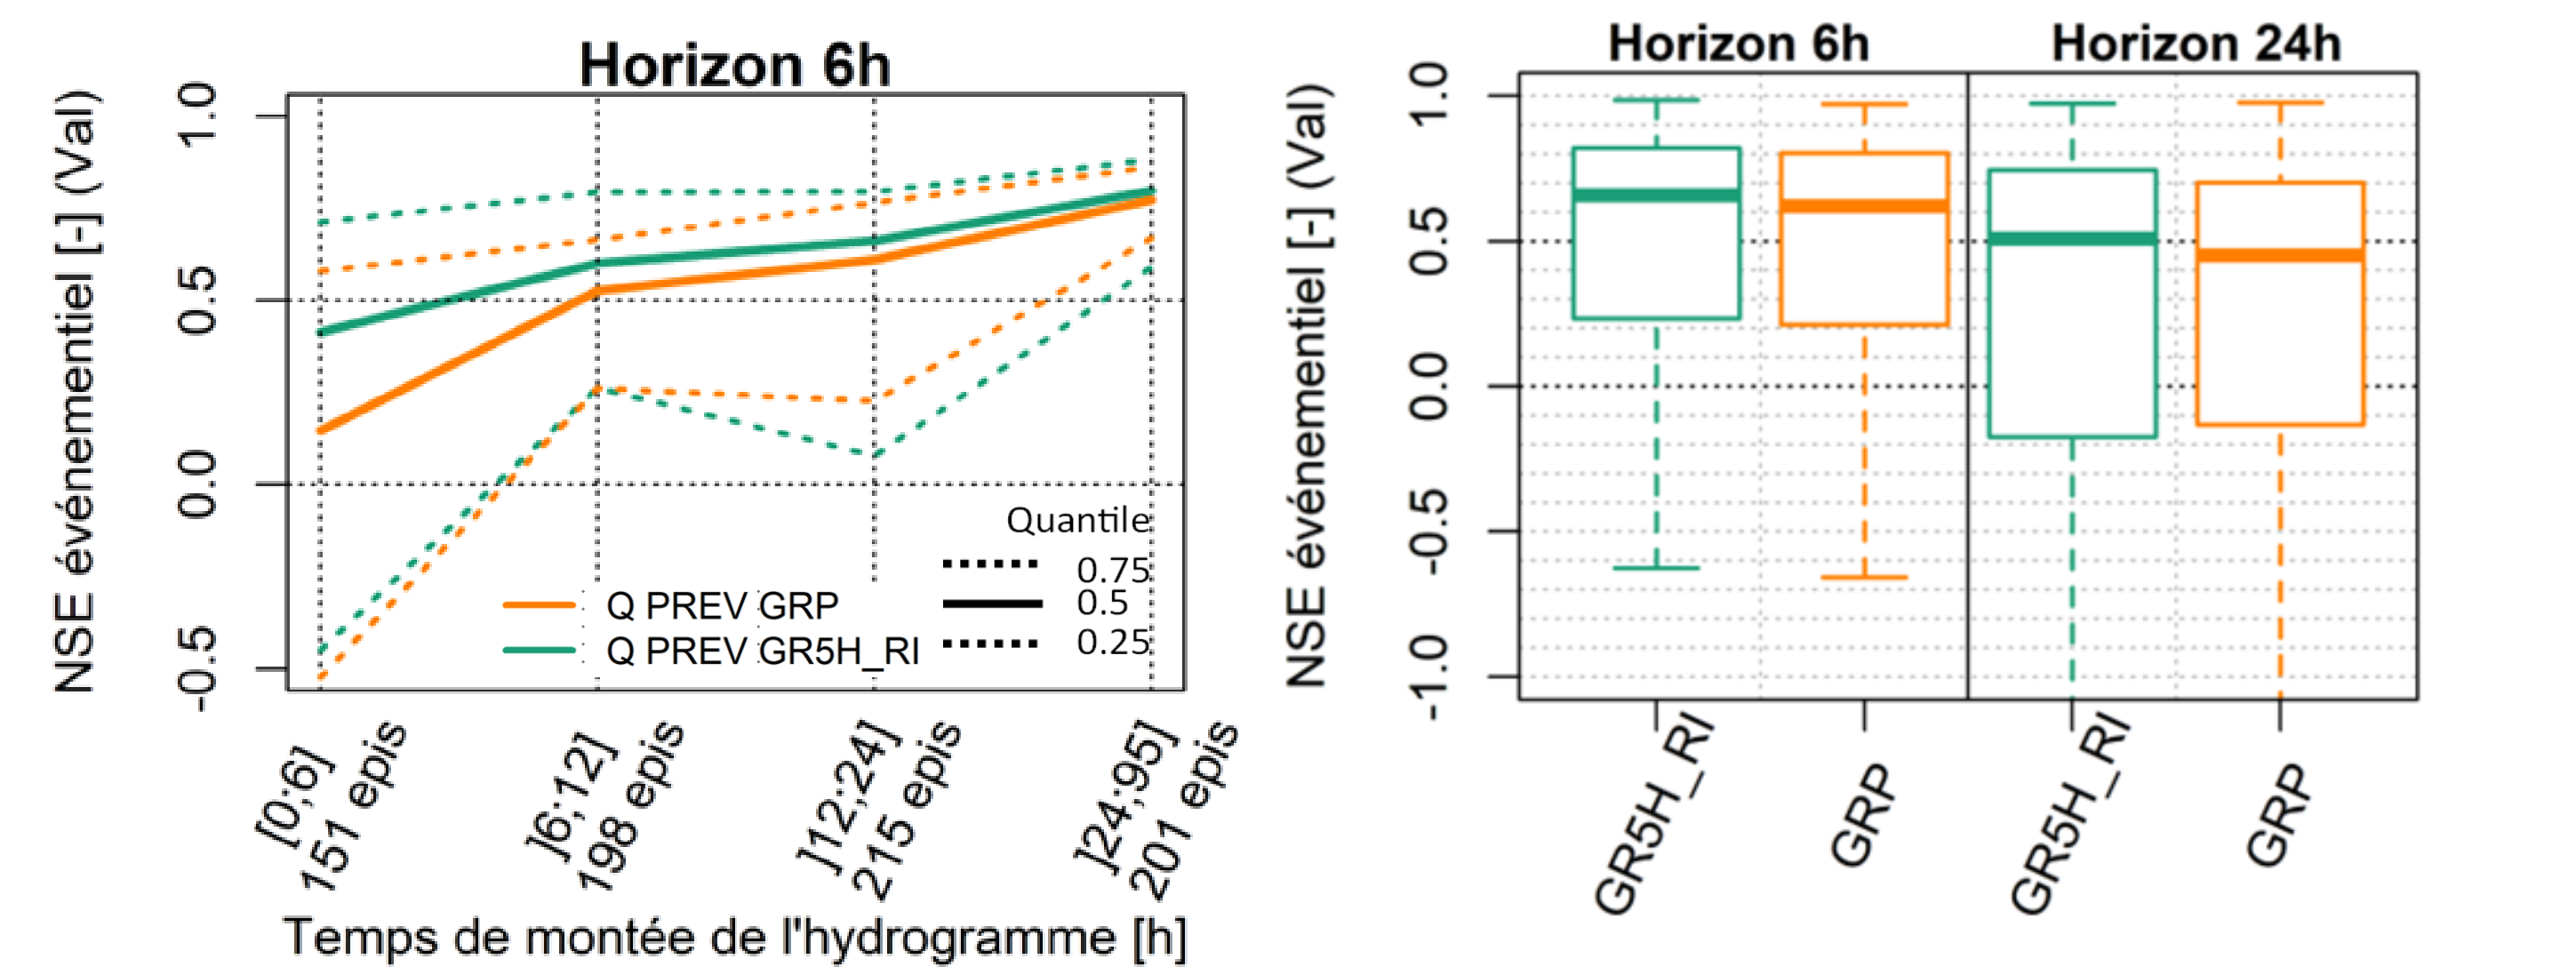 Horizon 6h
NSE événementiel [-] (Val)
1.0
0.5
0.0
-0.5
Quantile
0.75
0.5
0.25
Q PREV GRP
Q PREV GR5H_RI
[0;6]
151 epis
]6;12]
198 epis
]12;24]
215 epis
]24;95]
201 epis
Temps de montée de l'hydrogramme [h]
Horizon 6h
Horizon 24h
NSE événementiel [-] (Val)
1.0
0.5
0.0
-0.5
-1.0
GR5H_RI
GRP
GR5H_RI
GRP